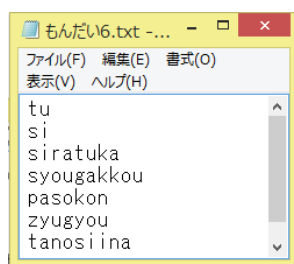 もんだい6.txt -...
ファイル(F) 編集(E) 書式(O)
表示(V) ヘルプ(H)
tu
si
siratuka
syougakkou
pasokon
zyugyou
tanosiina